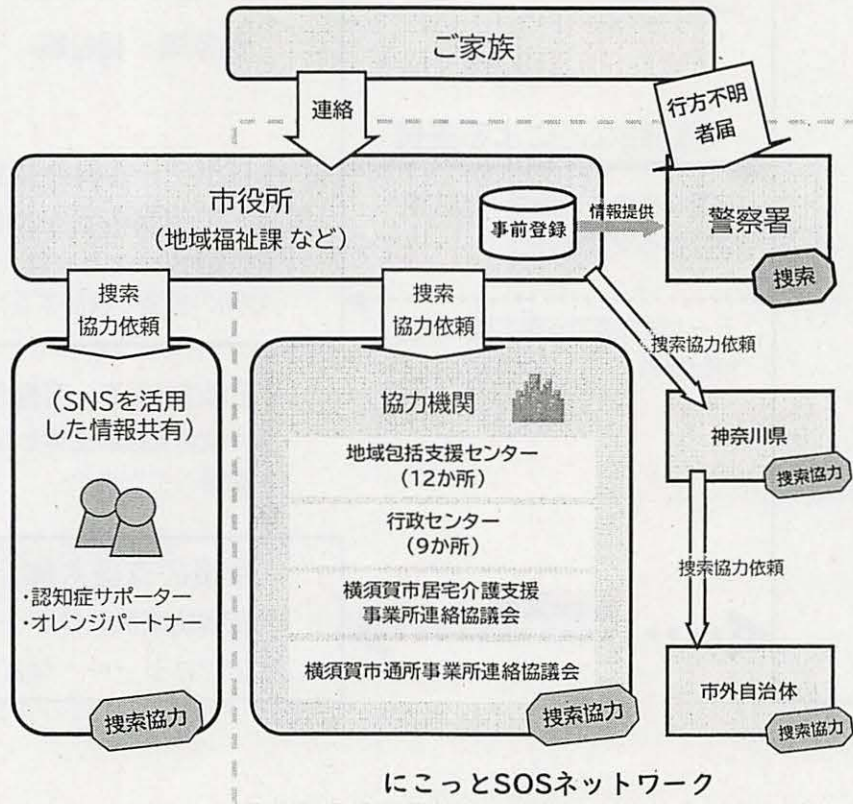 ご家族
連絡
行方不明
者届
市役所
(地域福祉課 など)
事前登録
情報提供
警察署
捜索
捜索
協力依頼
捜索
協力依頼
捜索協力依頼
(SNSを活用
した情報共有)
・認知症サポーター
・オレンジパートナー
捜索協力
協力機関
地域包括支援センター
(12か所)
行政センター
(9か所)
横須賀市居宅介護支援
事業所連絡協議会
横須賀市通所事業所連絡協議会
捜索協力
神奈川県
捜索協力
捜索協力依頼
市外自治体
捜索協力
にこっとSOSネットワーク